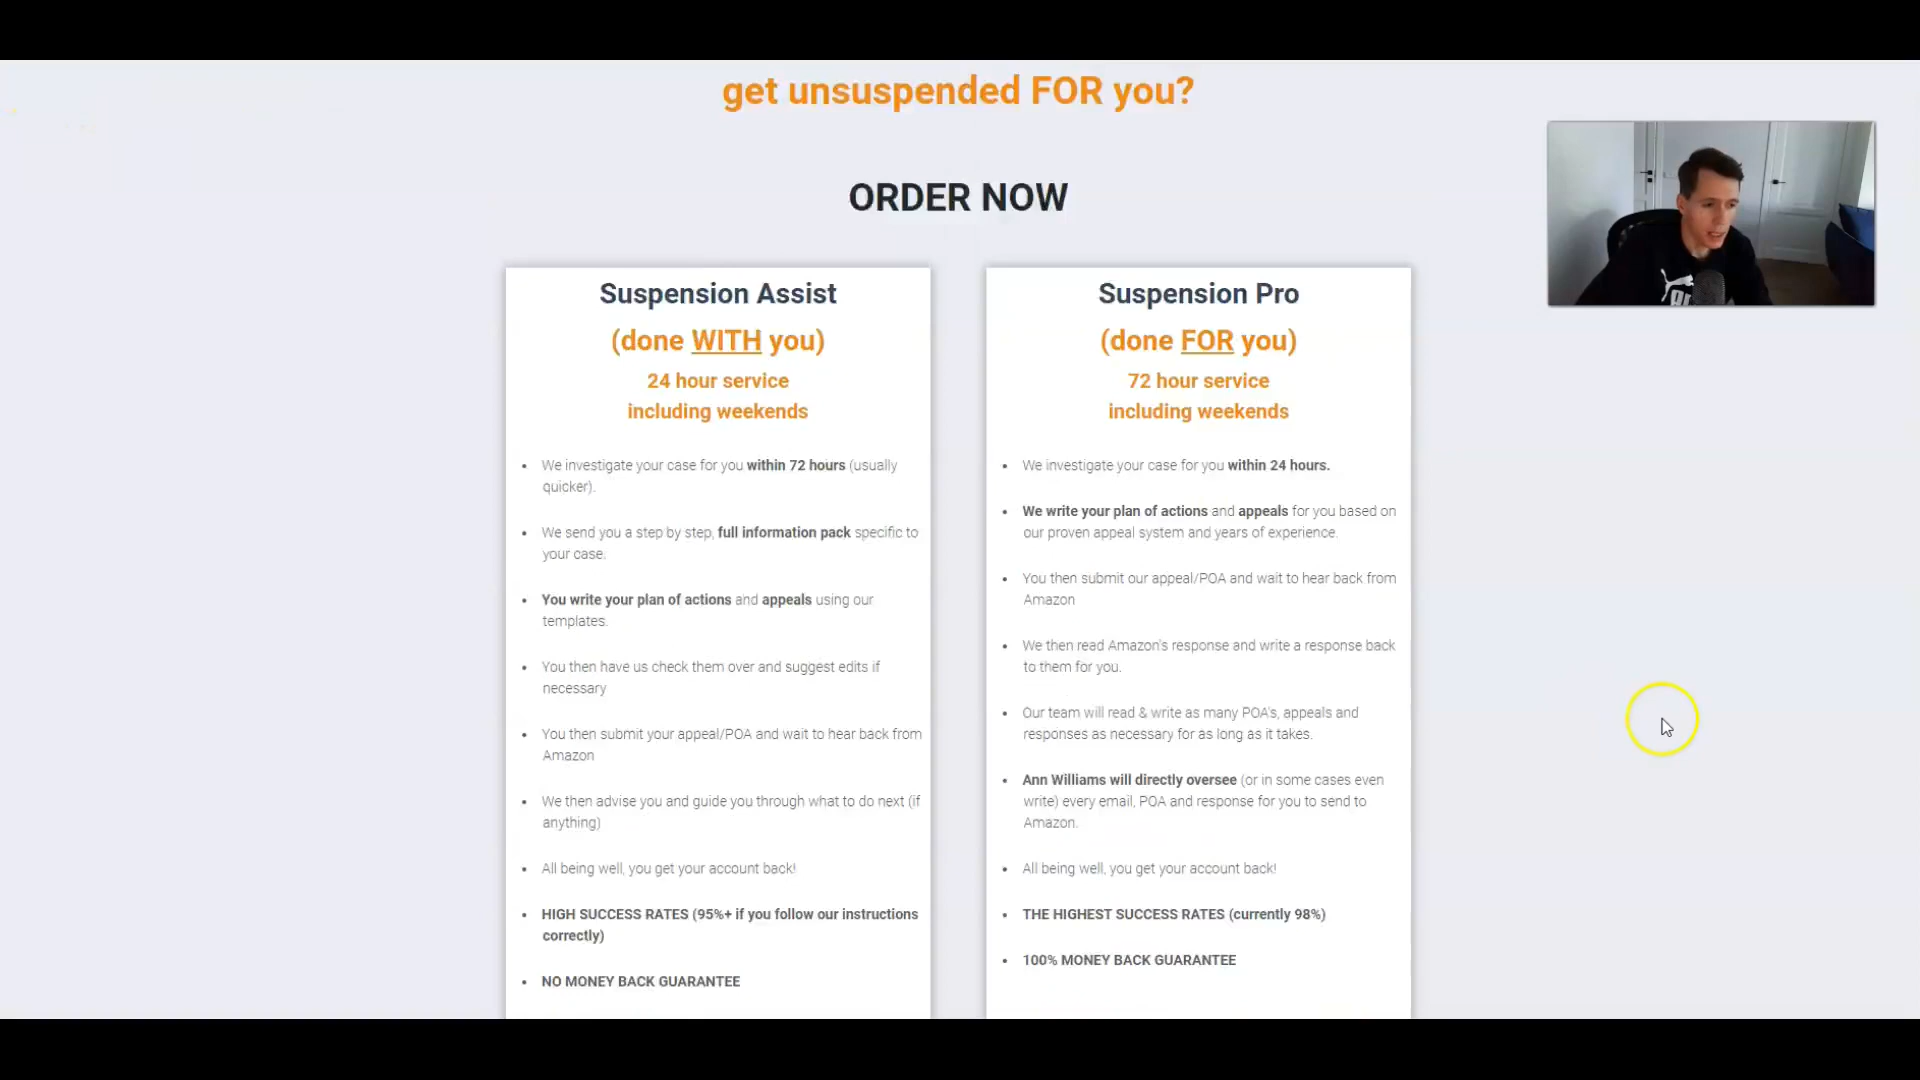 get unsuspended FOR you?
ORDER NOW
Suspension Assist
(done WITH you)
24 hour service
including weekends
We investigate your case for you within 72 hours (usually
quicker).
We send you a step by step, full information pack specific to
your case.
You write your plan of actions and appeals using our
templates.
You then have us check them over and suggest edits if
necessary
You then submit your appeal/POA and wait to hear back from
Amazon
We then advise you and guide you through what to do next (if
anything)
All being well, you get your account back!
HIGH SUCCESS RATES (95%+ if you follow our instructions
correctly)
NO MONEY BACK GUARANTEE
Suspension Pro
(done FOR you)
72 hour service
including weekends
We investigate your case for you within 24 hours.
We write your plan of actions and appeals for you based on
our proven appeal system and years of experience.
You then submit our appeal/POA and wait to hear back from
Amazon
We then read Amazon's response and write a response back
to them for you.
Our team will read & write as many POA's, appeals and
responses as necessary for as long as it takes.
Ann Williams will directly oversee (or in some cases even
write) every email, POA and response for you to send to
Amazon.
All being well, you get your account back!
THE HIGHEST SUCCESS RATES (currently 98%)
100% MONEY BACK GUARANTEE